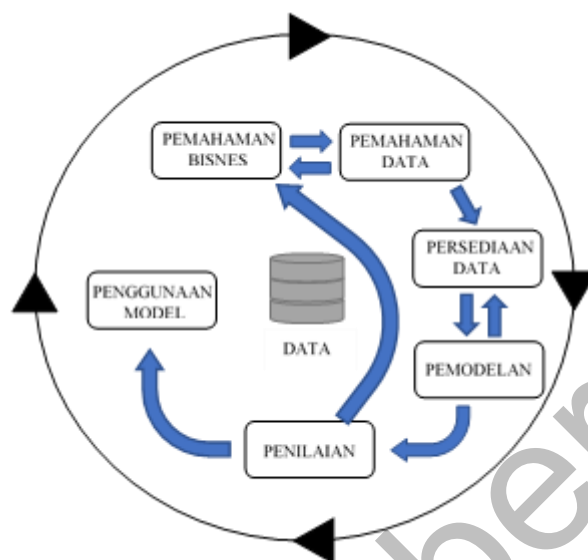 PEMAHAMAN
BISNES
PEMAHAMAN
DATA
PERSEDIAAN
DATA
PENGGUNAAN
MODEL
DATA
PEMODELAN
PENILAIAN